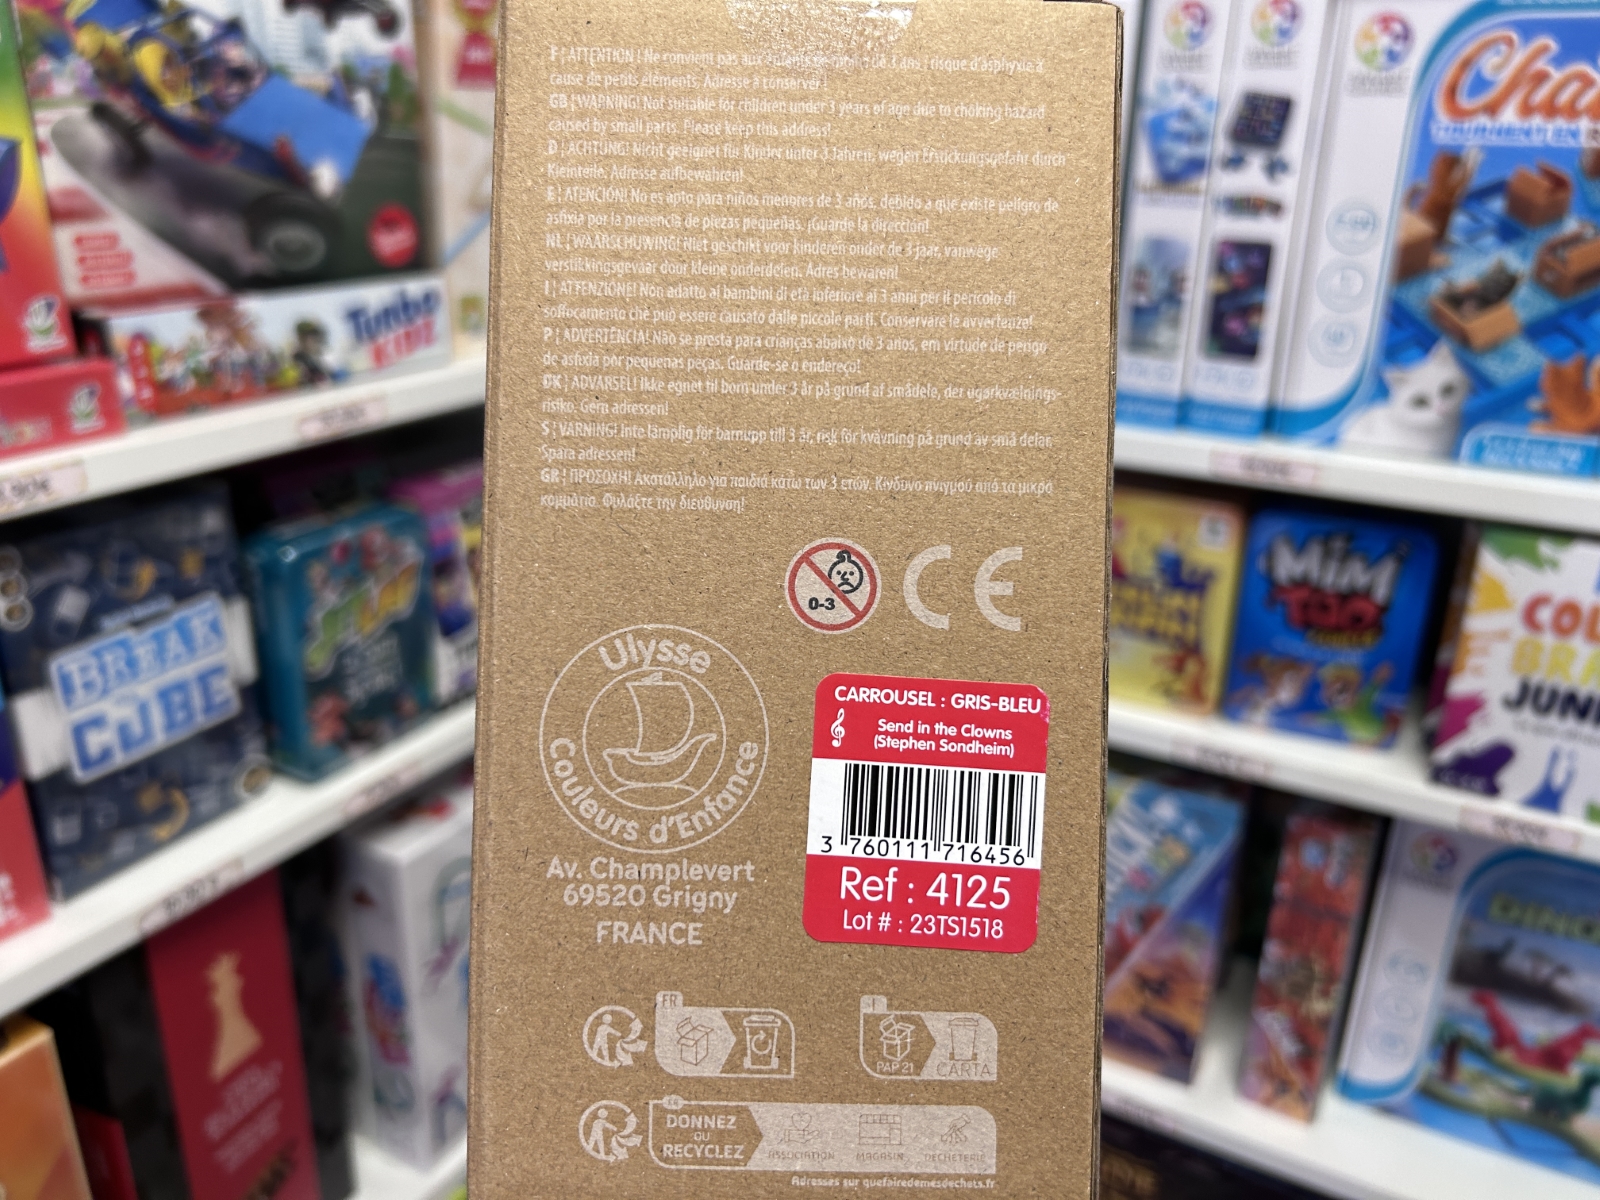 F ¦ ATTENTION ! Ne convient pas aux enfants de moins de 3 ans ! risque d'asphyxie à
cause de petits éléments. Adresse à conserver !
GB ¦ WARNING! Not suitable for children under 3 years of age due to choking hazard
caused by small parts. Please keep this address!
D ¦ ACHTUNG! Nicht geeignet für Kinder unter 3 Jahren, wegen Erstickungsgefahr durch
Kleinteile. Adresse aufbewahren!
E ¦ ATENCIÓN! No es apto para niños menores de 3 años, debido a que existe peligro de
asfixia por la presencia de piezas pequeñas. ¡Guarde la dirección!
NL ¦ WAARSCHUWING! Niet geschikt voor kinderen onder de 3 jaar, vanwege
verstikkingsgevaar door kleine onderdelen. Adres bewaren!
I ¦ ATTENZIONE! Non adatto ai bambini di età inferiore ai 3 anni per il pericolo di
soffocamento che può essere causato dalle piccole parti. Conservare le avvertenze!
P ¦ ADVERTÊNCIA! Não se presta para crianças abaixo de 3 años, em virtude de perigo
de asfixia por pequenas peças. Guarde-se o endereço!
DK ¦ ADVARSEL! Ikke egnet til born under 3 år på grund af smådele, der udgør kvælnings-
risiko. Gem adressen!
S ¦ VARNING! Inte lämplig för barnupp till 3 år, risk för kvävning på grund av små delar.
Spara adressen!
GR ¦ ΠΡΟΣΟΧΗ! Ακατάλληλο για παιδιά κάτω των 3 ετών. Κίνδυνο πνιγμού από τα μικρά
κομμάτια. Φυλάξτε την διεύθυνση!
0-3
CE
Ulysse
Couleurs d'Enfance
Av. Champlevert
69520 Grigny
FRANCE
CARROUSEL : GRIS-BLEU
Send in the Clowns
(Stephen Sondheim)
3 760111 716456
Ref : 4125
Lot # : 23TS1518
FR
PAP 21
CARTA
DONNEZ
OU
RECYCLEZ
ASSOCIATION
MAGASIN
DÉCHÈTERIE
Adresses sur quefairedemesdechets.fr
Turbo
KIDZ
BREAK
CUBE
MiM
TOO
COL
BRA
JUN
Cha
DINO